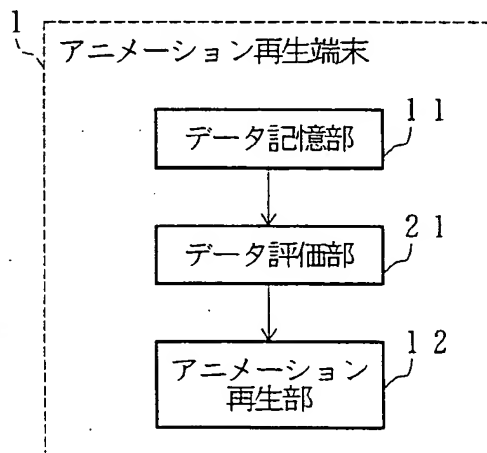 1
アニメーション再生端末
11
データ記憶部
21
データ評価部
12
アニメーション
再生部